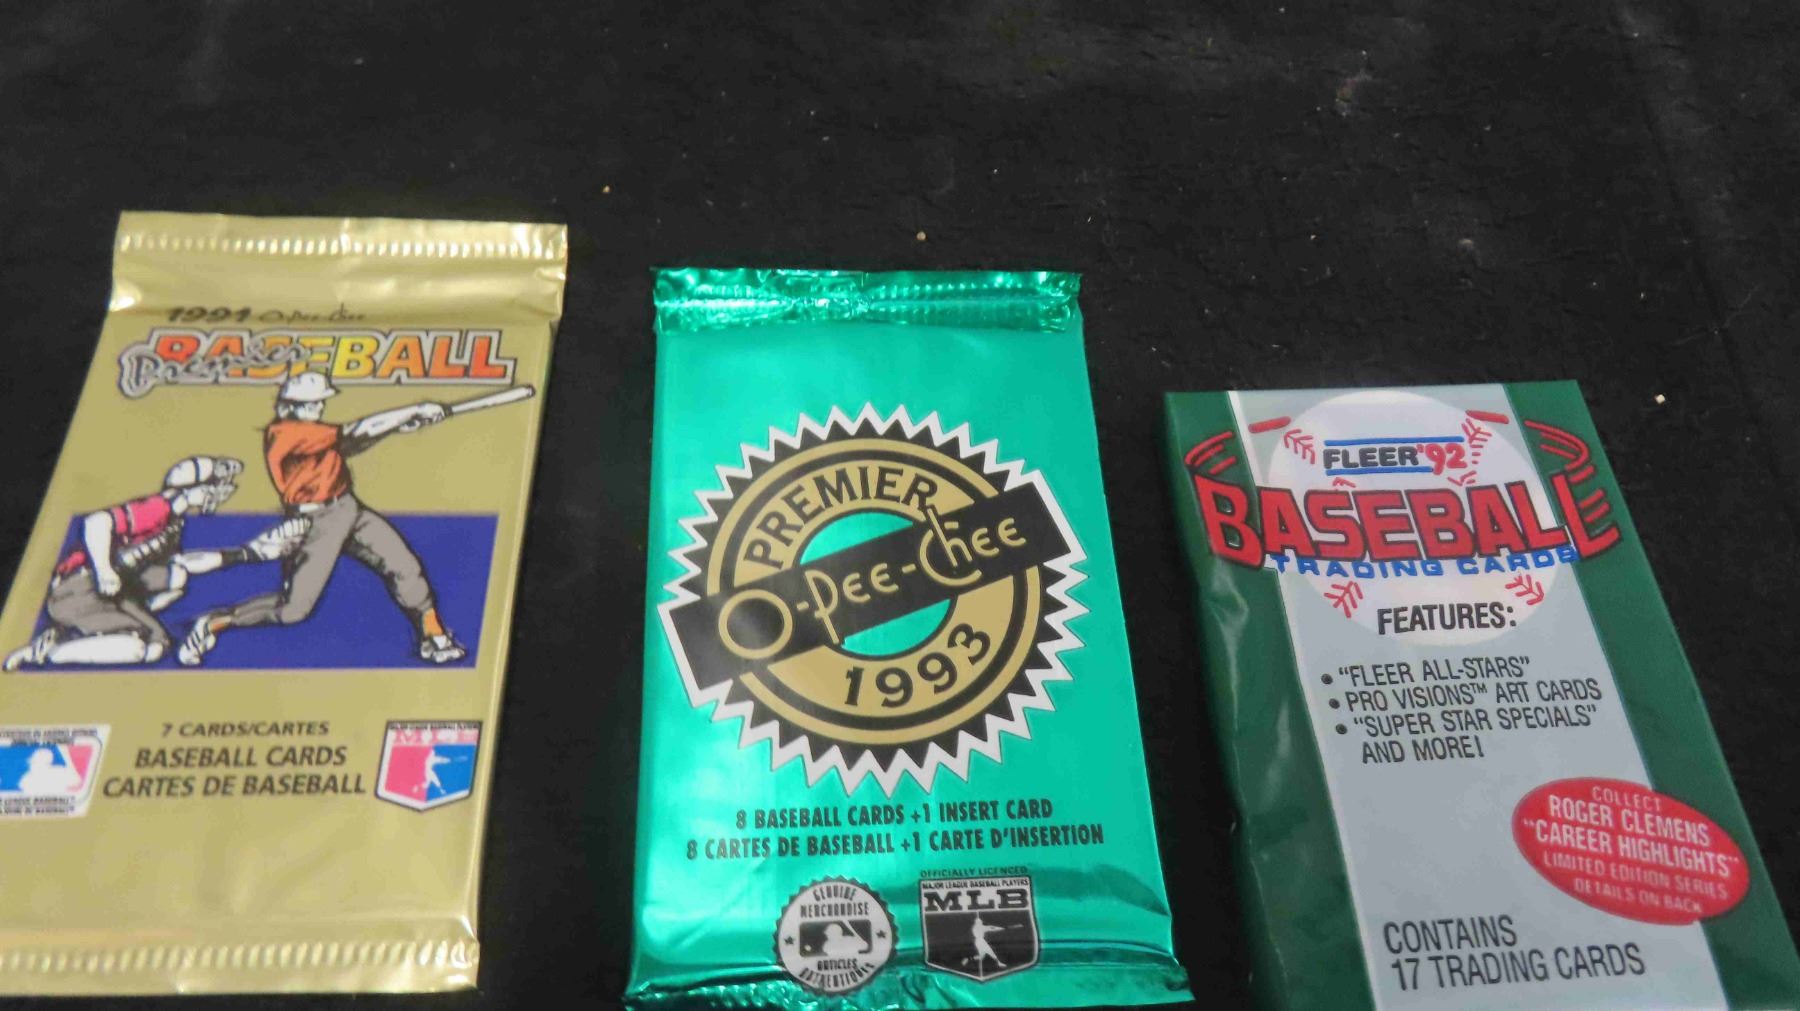 1991 O-Pee-Chee
Premier
BASEBALL
7 CARDS/CARTES
BASEBALL CARDS
CARTES DE BASEBALL
MLB
PREMIER
O-Pee-Chee
1993
8 BASEBALL CARDS +1 INSERT CARD
8 CARTES DE BASEBALL +1 CARTE D'INSERTION
GENUINE
MERCHANDISE
OFFICIALLY LICENCED
MAJOR LEAGUE BASEBALL PLAYERS
MLB
FLEER '92
BASEBALL
TRADING CARDS
FEATURES:
• "FLEER ALL-STARS"
• PRO VISIONS™ ART CARDS
• "SUPER STAR SPECIALS"
AND MORE!
COLLECT
ROGER CLEMENS
"CAREER HIGHLIGHTS"
LIMITED EDITION SERIES
DETAILS ON BACK
CONTAINS
17 TRADING CARDS